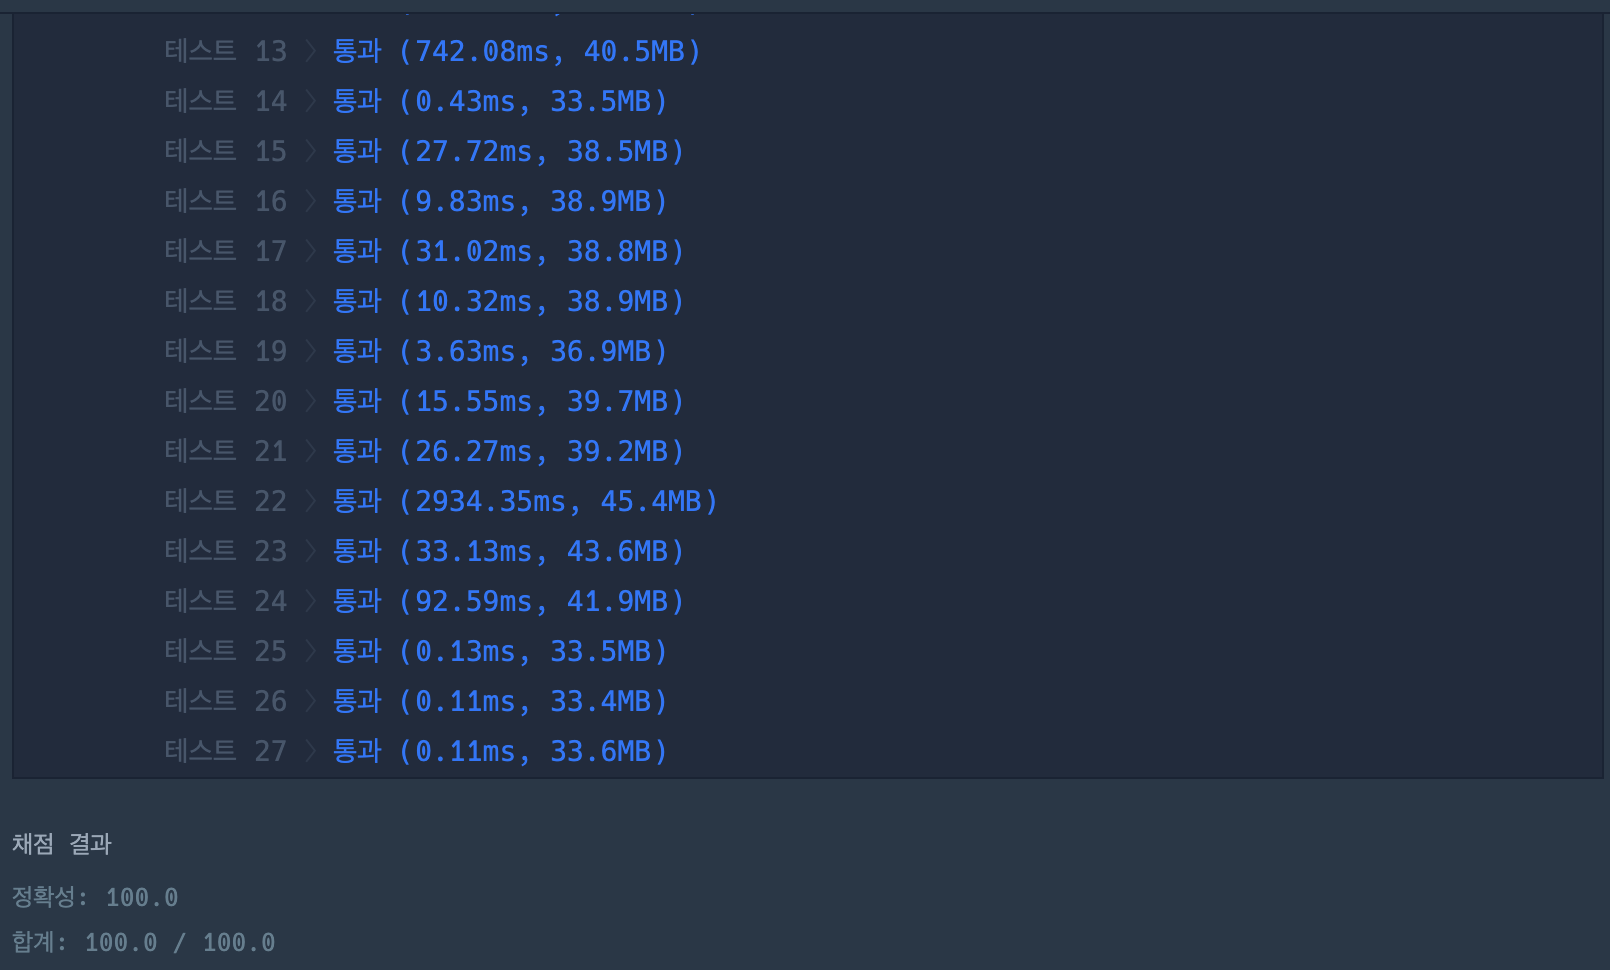 테스트 13 〉 통과 (742.08ms, 40.5MB)
테스트 14 〉 통과 (0.43ms, 33.5MB)
테스트 15 〉 통과 (27.72ms, 38.5MB)
테스트 16 〉 통과 (9.83ms, 38.9MB)
테스트 17 〉 통과 (31.02ms, 38.8MB)
테스트 18 〉 통과 (10.32ms, 38.9MB)
테스트 19 〉 통과 (3.63ms, 36.9MB)
테스트 20 〉 통과 (15.55ms, 39.7MB)
테스트 21 〉 통과 (26.27ms, 39.2MB)
테스트 22 〉 통과 (2934.35ms, 45.4MB)
테스트 23 〉 통과 (33.13ms, 43.6MB)
테스트 24 〉 통과 (92.59ms, 41.9MB)
테스트 25 〉 통과 (0.13ms, 33.5MB)
테스트 26 〉 통과 (0.11ms, 33.4MB)
테스트 27 〉 통과 (0.11ms, 33.6MB)
채점 결과
정확성: 100.0
합계: 100.0 / 100.0